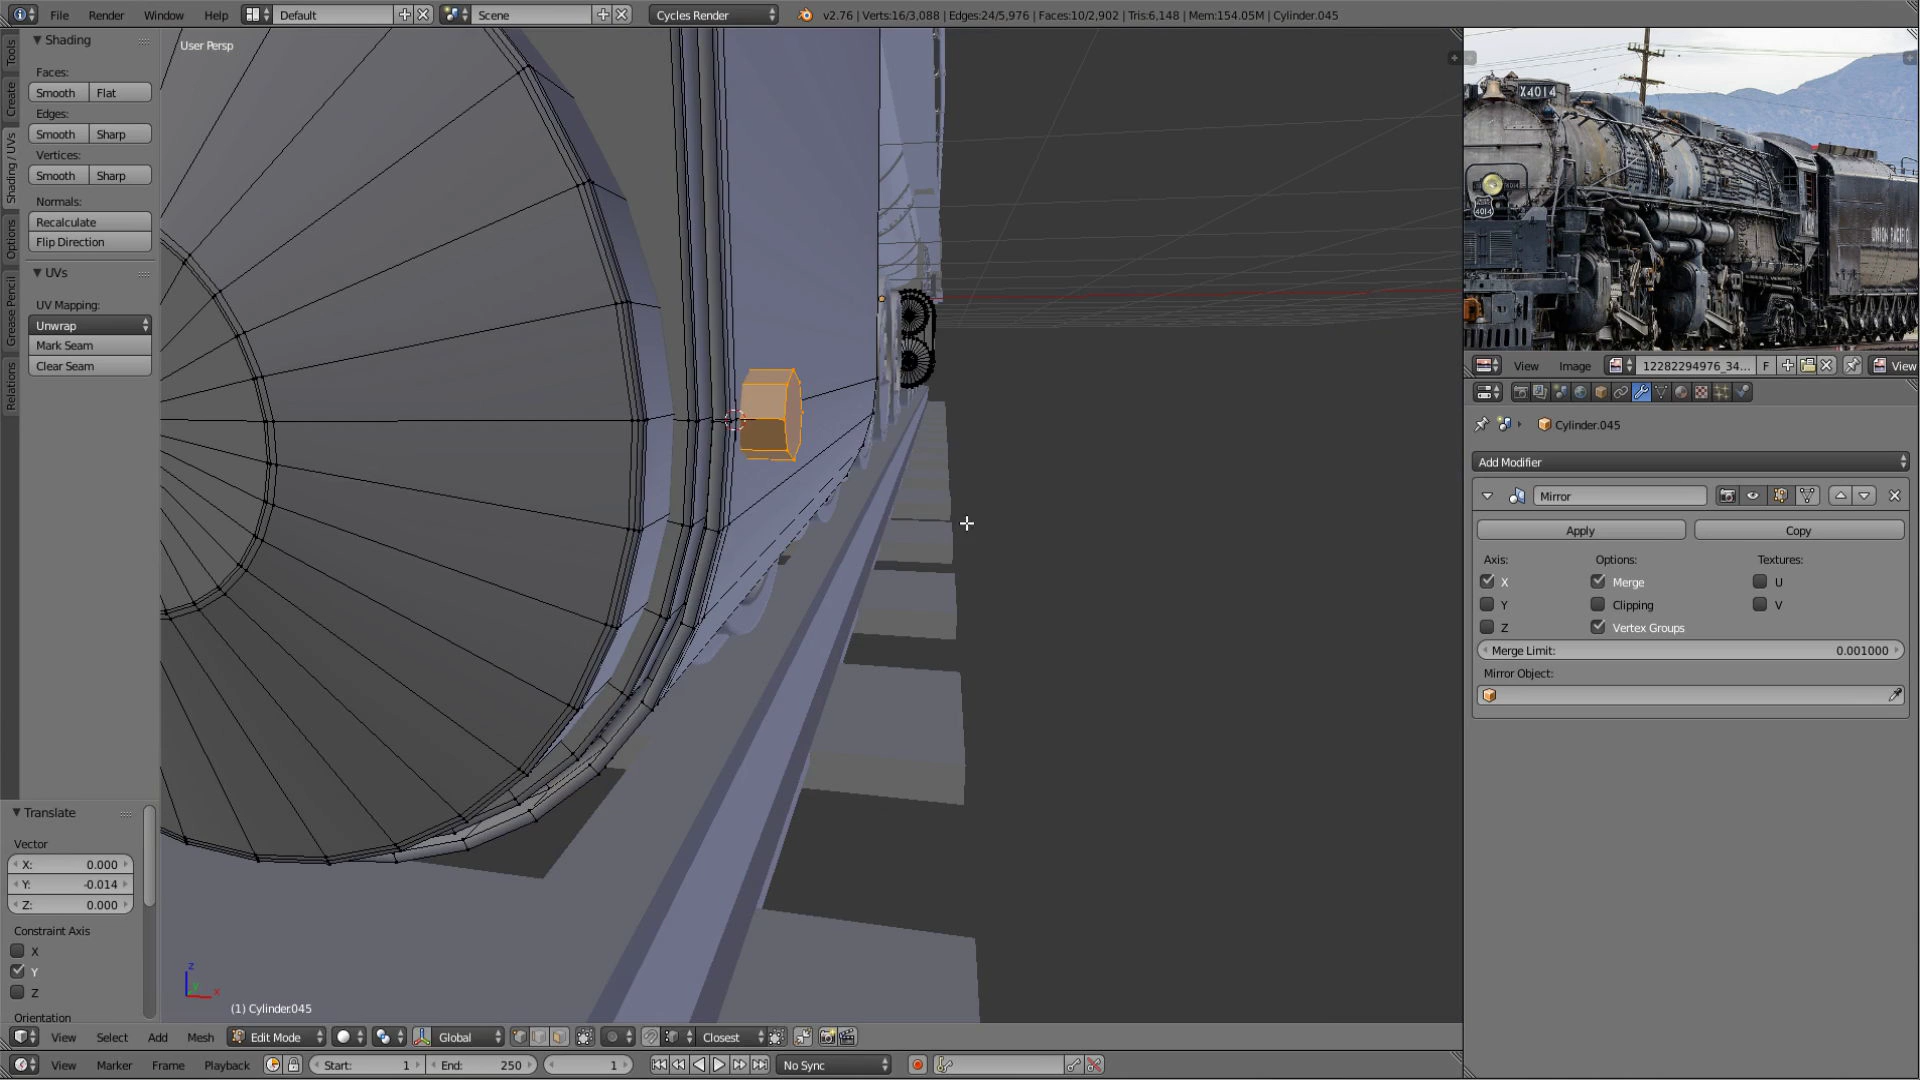 File Render Window Help Default Scene Cycles Render v2.76 | Verts:16/3,088 | Edges:24/5,976 | Faces:10/2,902 | Tris:6,148 | Mem:154.05M | Cylinder.045
Tools
Create
Shading / UVs
Options
Grease Pencil
Relations
Shading
Faces:
Smooth Flat
Edges:
Smooth Sharp
Vertices:
Smooth Sharp
Normals:
Recalculate
Flip Direction
UVs
UV Mapping:
Unwrap
Mark Seam
Clear Seam
Translate
Vector
X: 0.000
Y: -0.014
Z: 0.000
Constraint Axis
X
Y
Z
Orientation
User Persp
z
y
x
(1) Cylinder.045
X4014
4014
UNION PACIFIC
View Image 12282294976_34... F View
Cylinder.045
Add Modifier
Mirror
Apply Copy
Axis: Options: Textures:
X Merge U
Y Clipping V
Z Vertex Groups
Merge Limit: 0.001000
Mirror Object:
View Select Add Mesh Edit Mode Global Closest
View Marker Frame Playback Start: 1 End: 250 1 No Sync